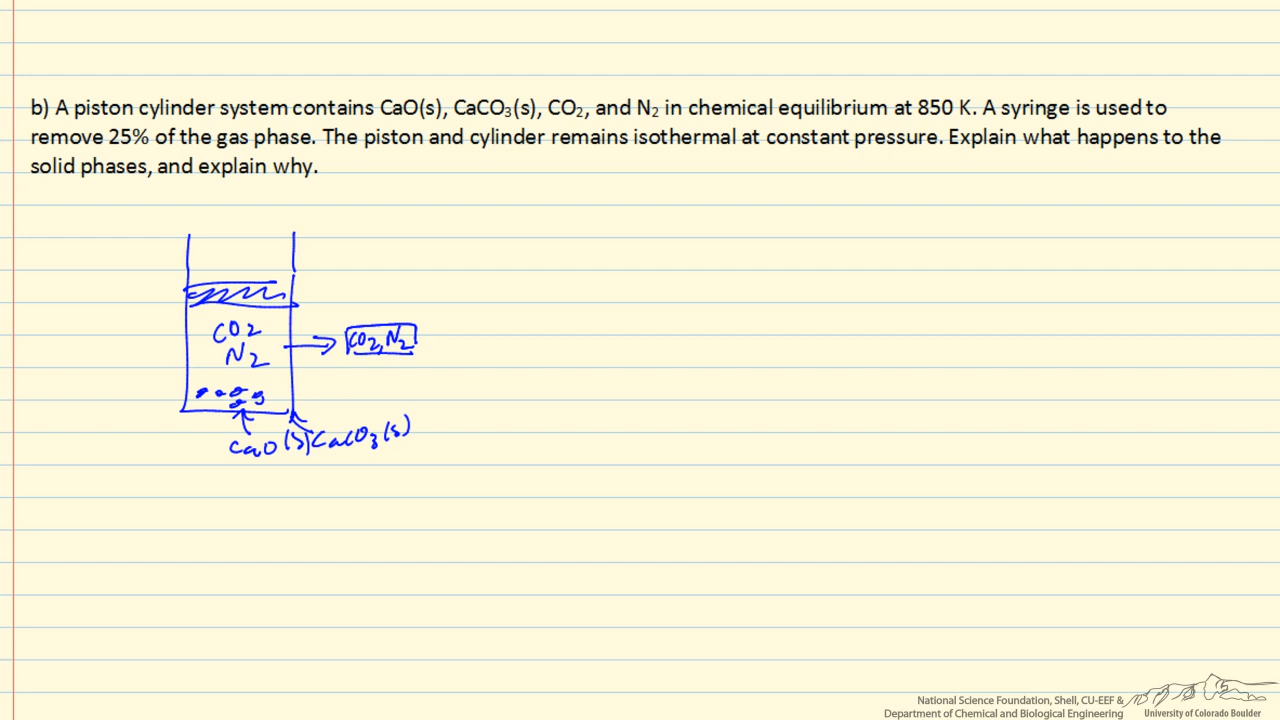 b) A piston cylinder system contains CaO(s), CaCO₃(s), CO₂, and N₂ in chemical equilibrium at 850 K. A syringe is used to
remove 25% of the gas phase. The piston and cylinder remains isothermal at constant pressure. Explain what happens to the
solid phases, and explain why.
CO2
N2
CO2, N2
CaO(s) CaCO3(s)
National Science Foundation, Shell, CU-EEF &
Department of Chemical and Biological Engineering
University of Colorado Boulder